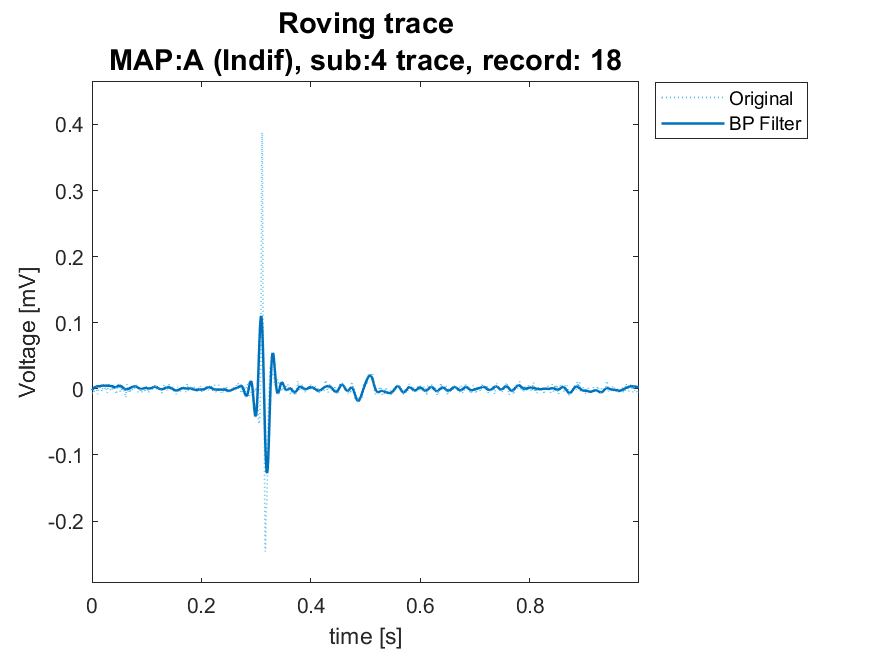 Roving trace
MAP:A (Indif), sub:4 trace, record: 18
Original
BP Filter
0.4
0.3
0.2
0.1
0
-0.1
-0.2
Voltage [mV]
0 0.2 0.4 0.6 0.8
time [s]